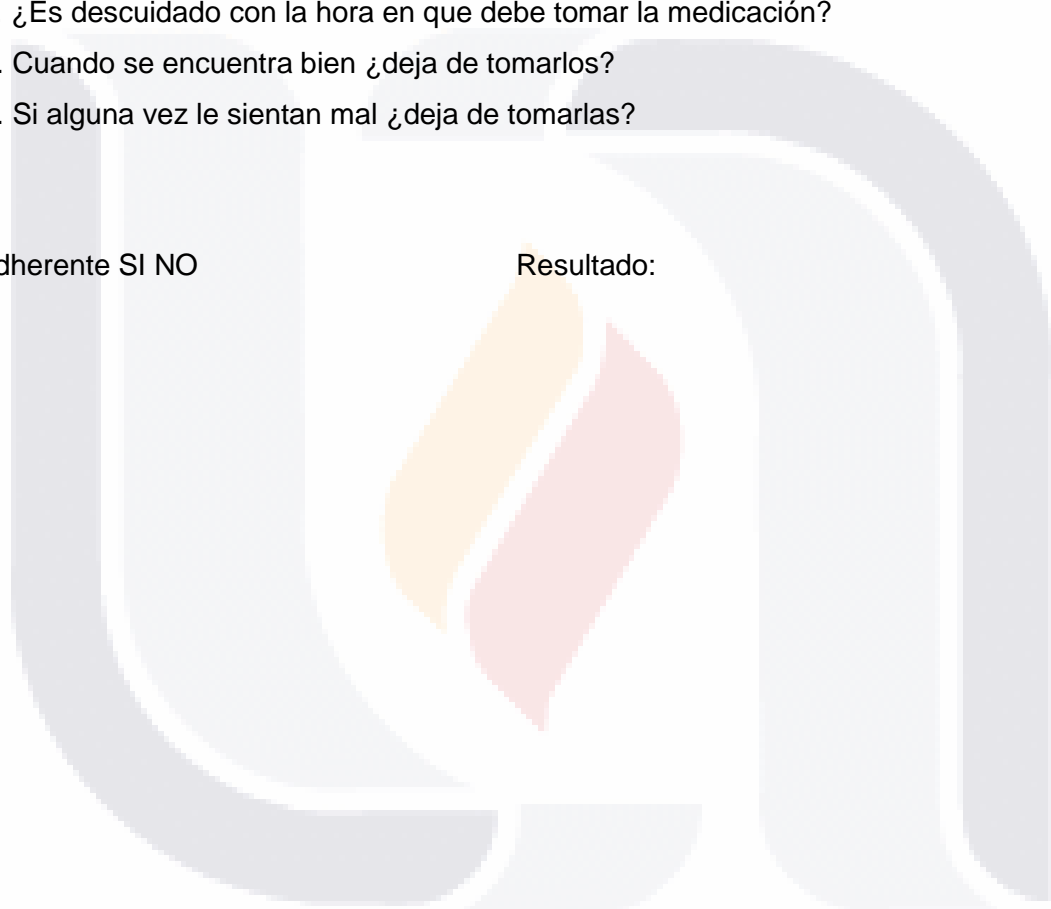 ¿Es descuidado con la hora en que debe tomar la medicación?
. Cuando se encuentra bien ¿deja de tomarlos?
. Si alguna vez le sientan mal ¿deja de tomarlas?
dherente SI NO Resultado: